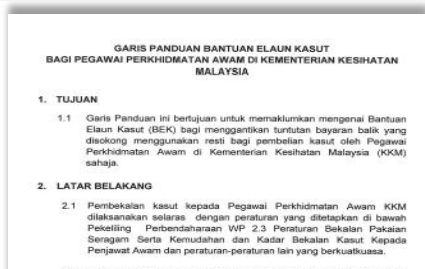 GARIS PANDUAN BANTUAN ELAUN KASUT
BAGI PEGAWAI PERKHIDMATAN AWAM DI KEMENTERIAN KESIHATAN
MALAYSIA
1. TUJUAN
1.1 Garis Panduan ini bertujuan untuk memaklumkan mengenai Bantuan
Elaun Kasut (BEK) bagi menggantikan tuntutan bayaran balik yang
disokong menggunakan resti bagi pembelian kasut oleh Pegawai
Perkhidmatan Awam di Kementerian Kesihatan Malaysia (KKM)
sahaja.
2. LATAR BELAKANG
2.1 Pembekalan kasut kepada Pegawai Perkhidmatan Awam KKM
dilaksanakan selaras dengan peraturan yang ditetapkan di bawah
Pekeliling Perbendaharaan WP 2.3 Peraturan Bekalan Pakaian
Seragam Serta Kemudahan dan Kadar Bekalan Kasut Kepada
Penjawat Awam dan peraturan-peraturan lain yang berkuatkuasa.